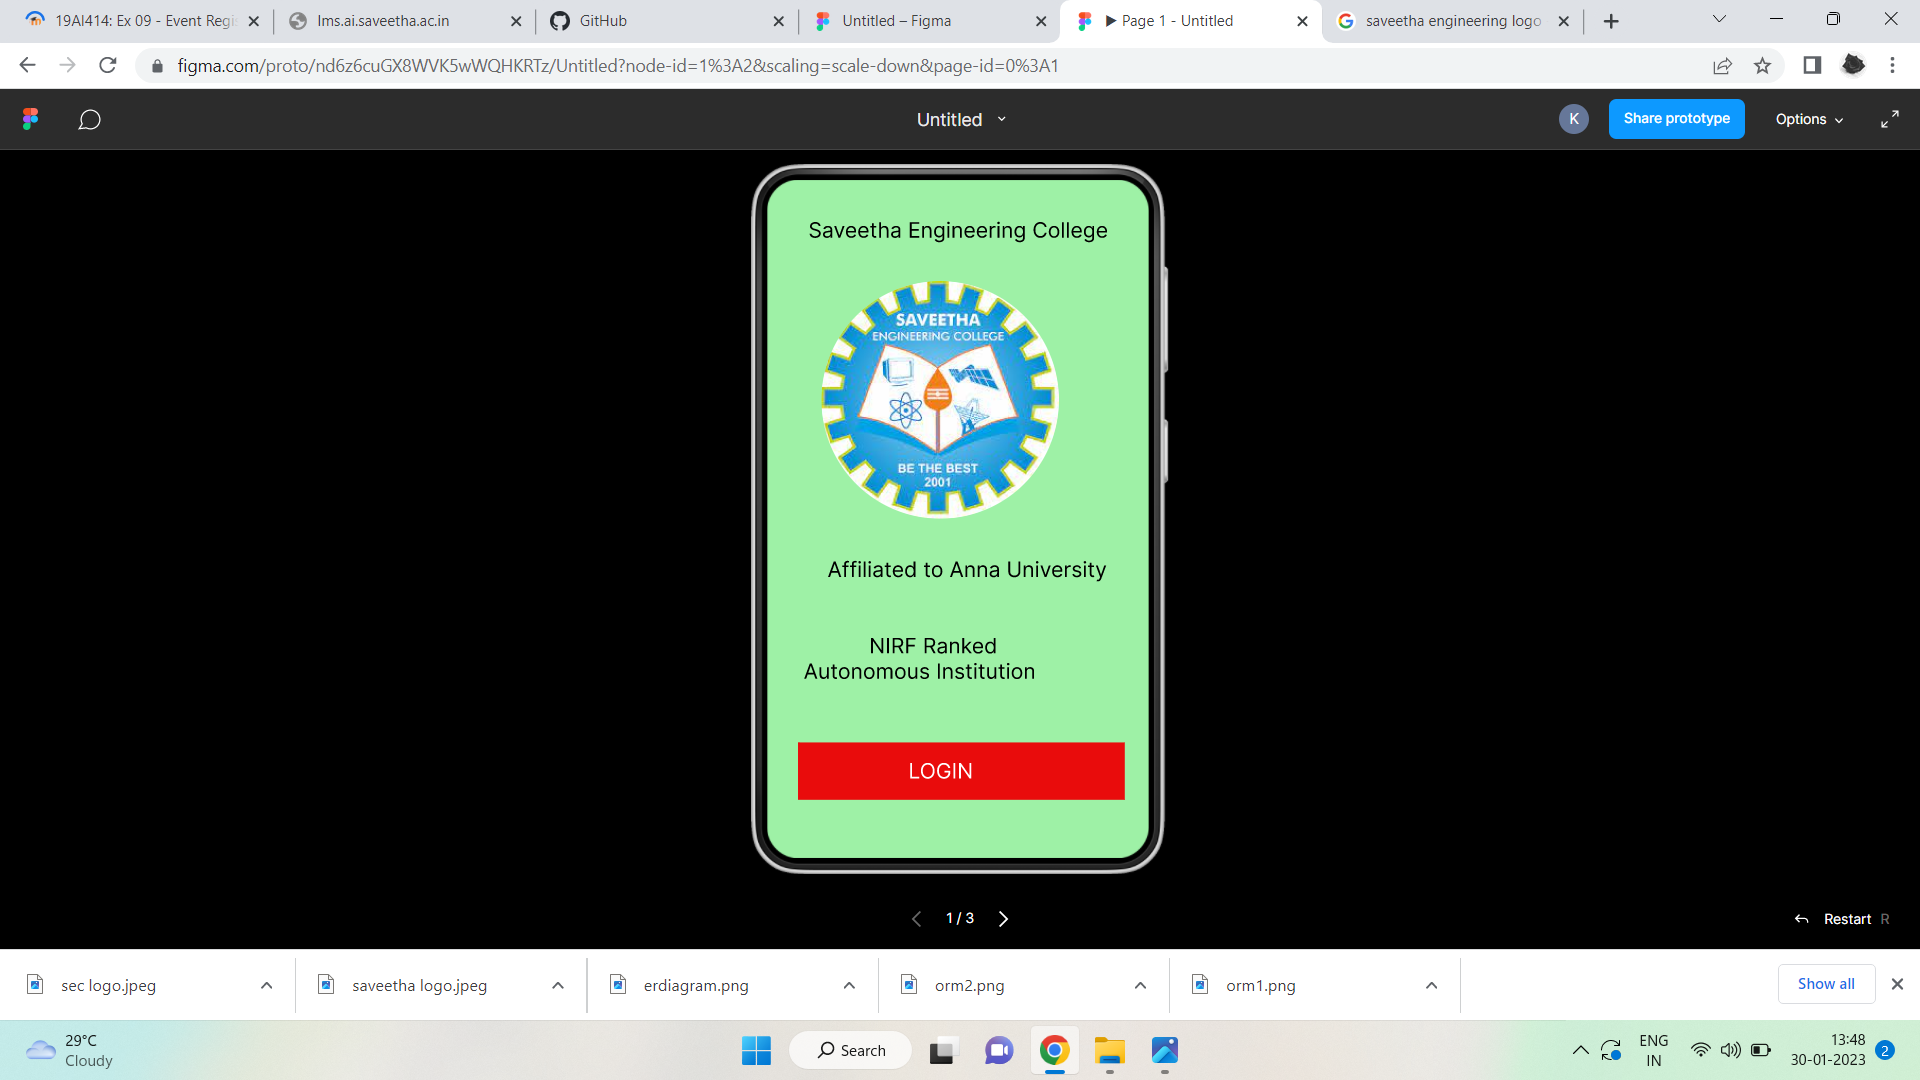 19AI414: Ex 09 - Event Regi
lms.ai.saveetha.ac.in
GitHub
Untitled – Figma
Page 1 - Untitled
saveetha engineering logo
figma.com/proto/nd6z6cuGX8WVK5wWQHKRTz/Untitled?node-id=1%3A2&scaling=scale-down&page-id=0%3A1
Untitled
K
Share prototype
Options
Saveetha Engineering College
SAVEETHA
ENGINEERING COLLEGE
BE THE BEST
2001
Affiliated to Anna University
NIRF Ranked
Autonomous Institution
LOGIN
1 / 3
Restart R
sec logo.jpeg
saveetha logo.jpeg
erdiagram.png
orm2.png
orm1.png
Show all
29°C
Cloudy
Search
ENG
IN
13:48
30-01-2023
2